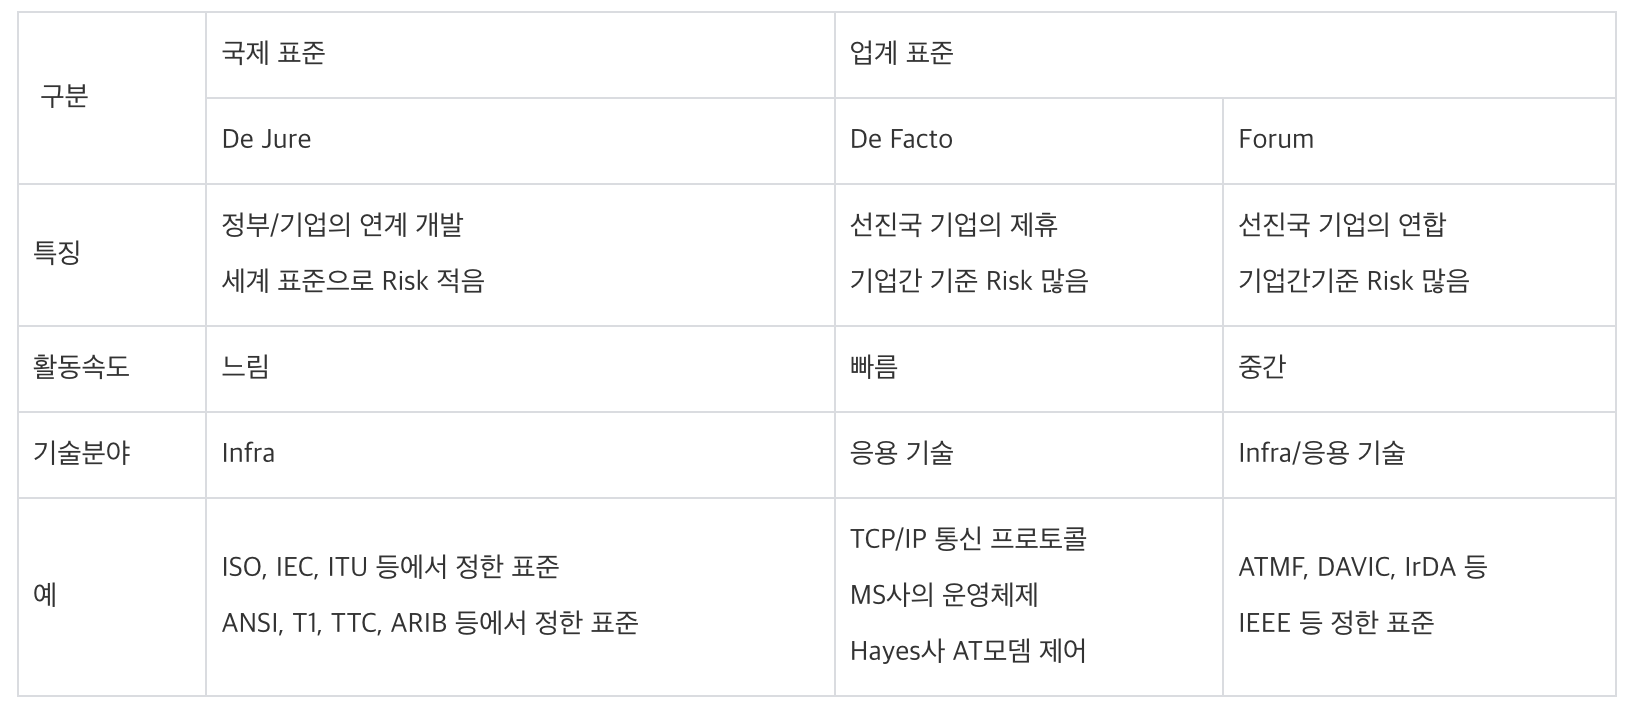 구분
국제 표준
업계 표준
De Jure
De Facto
Forum
특징
정부/기업의 연계 개발
세계 표준으로 Risk 적음
선진국 기업의 제휴
기업간 기준 Risk 많음
선진국 기업의 연합
기업간기준 Risk 많음
활동속도
느림
빠름
중간
기술분야
Infra
응용 기술
Infra/응용 기술
예
ISO, IEC, ITU 등에서 정한 표준
ANSI, T1, TTC, ARIB 등에서 정한 표준
TCP/IP 통신 프로토콜
MS사의 운영체제
Hayes사 AT모뎀 제어
ATMF, DAVIC, IrDA 등
IEEE 등 정한 표준